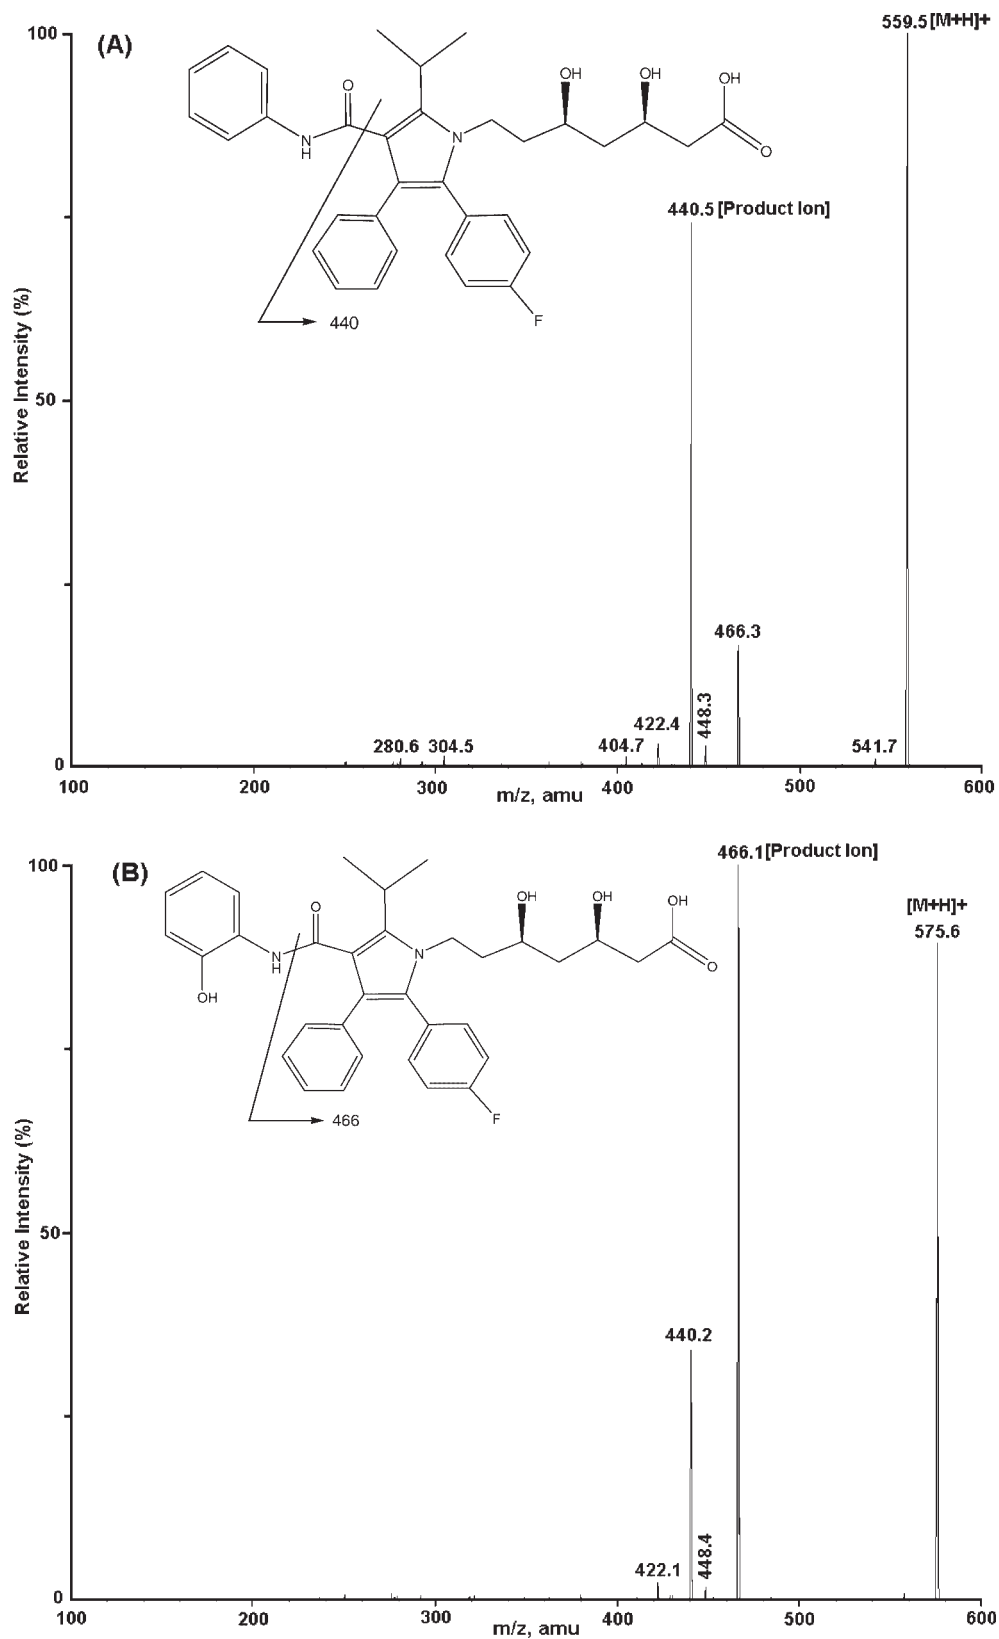 559.5 [M+H]+
100
(A)
OH
OH
OH
O
N
H
N
O
440.5 [Product Ion]
F
440
Relative Intensity (%)
50
466.3
448.3
422.4
280.6
304.5
404.7
541.7
0
100
200
300
400
500
600
m/z, amu
466.1 [Product Ion]
100
(B)
OH
OH
OH
O
[M+H]+
575.6
N
H
N
O
OH
F
466
Relative Intensity (%)
50
440.2
448.4
422.1
0
100
200
300
400
500
600
m/z, amu